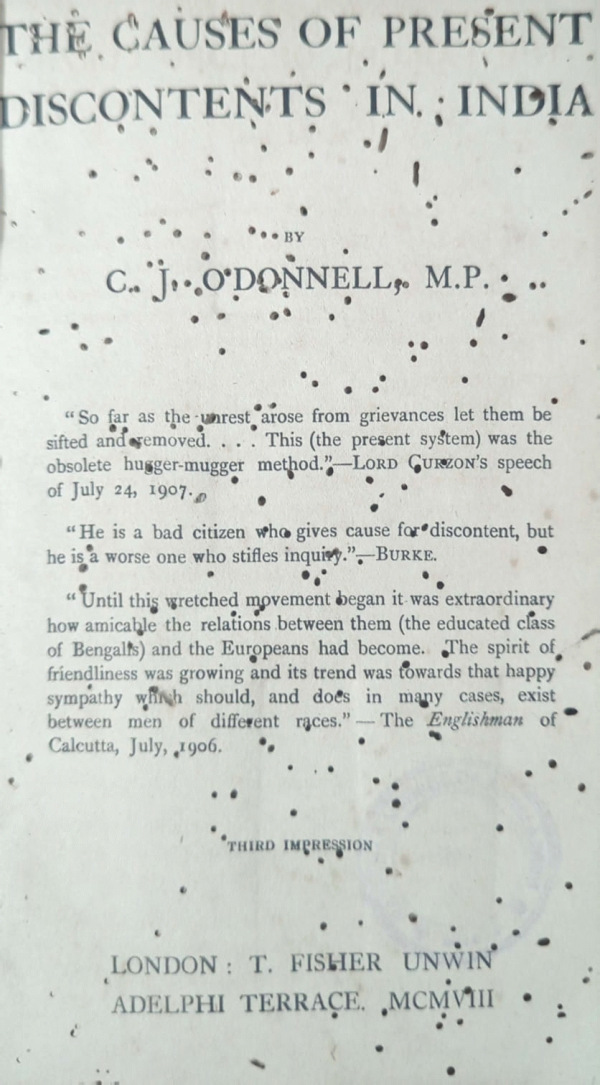 THE CAUSES OF PRESENT
DISCONTENTS IN INDIA
BY
C. J. O'DONNELL, M.P.
"So far as the unrest arose from grievances let them be
sifted and removed. . . . This (the present system) was the
obsolete hugger-mugger method."—LORD CURZON'S speech
of July 24, 1907.
"He is a bad citizen who gives cause for discontent, but
he is a worse one who stifles inquiry."—BURKE.
"Until this wretched movement began it was extraordinary
how amicable the relations between them (the educated class
of Bengalis) and the Europeans had become. The spirit of
friendliness was growing and its trend was towards that happy
sympathy which should, and does in many cases, exist
between men of different races."—The Englishman of
Calcutta, July, 1906.
THIRD IMPRESSION
LONDON: T. FISHER UNWIN
ADELPHI TERRACE. MCMVIII